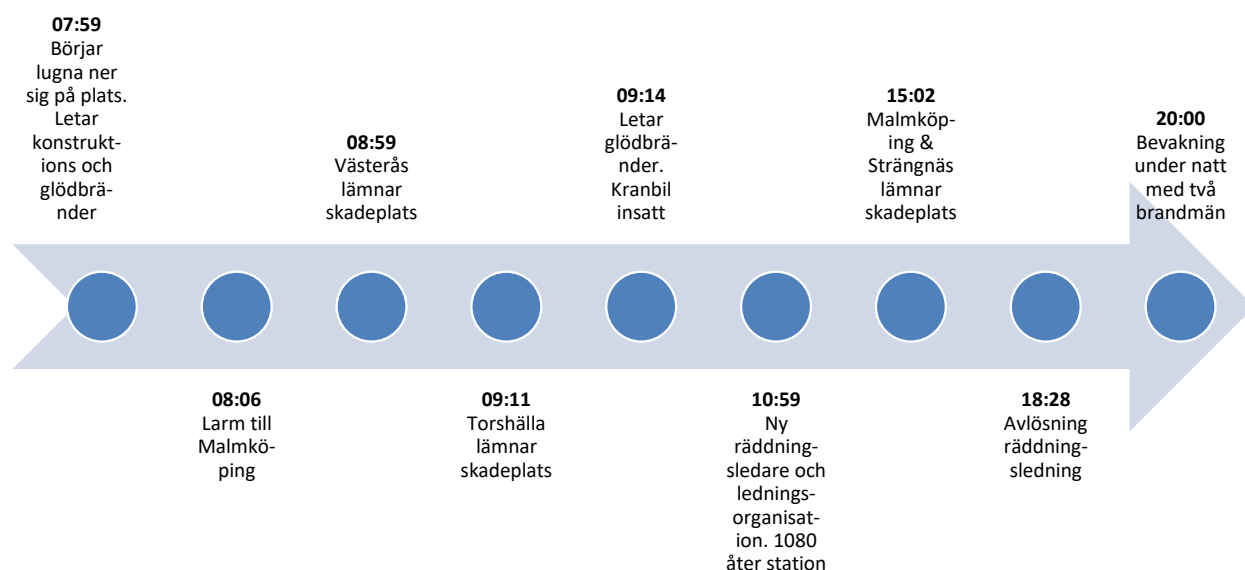 07:59
Börjar
lugna ner
sig på plats.
Letar
konstrukt-
ions och
glödbrä-
nder
08:06
Larm till
Malmkö-
ping
08:59
Västerås
lämnar
skadeplats
09:11
Torshälla
lämnar
skadeplats
09:14
Letar
glödbrä-
nder.
Kranbil
insatt
10:59
Ny
räddning-
sledare och
lednings-
organisat-
ion. 1080
åter station
15:02
Malmköp-
ing &
Strängnäs
lämnar
skadeplats
18:28
Avlösning
räddning-
sledning
20:00
Bevakning
under natt
med två
brandmän